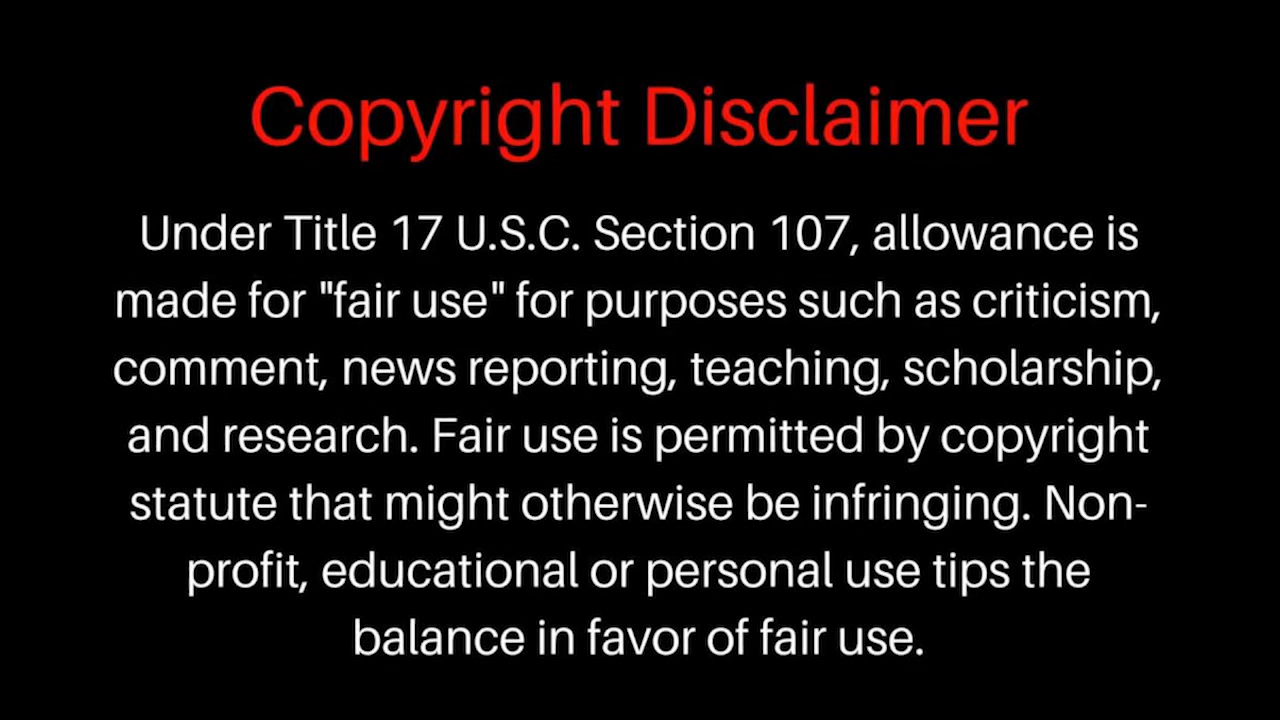 Copyright Disclaimer
Under Title 17 U.S.C. Section 107, allowance is
made for "fair use" for purposes such as criticism,
comment, news reporting, teaching, scholarship,
and research. Fair use is permitted by copyright
statute that might otherwise be infringing. Non-
profit, educational or personal use tips the
balance in favor of fair use.